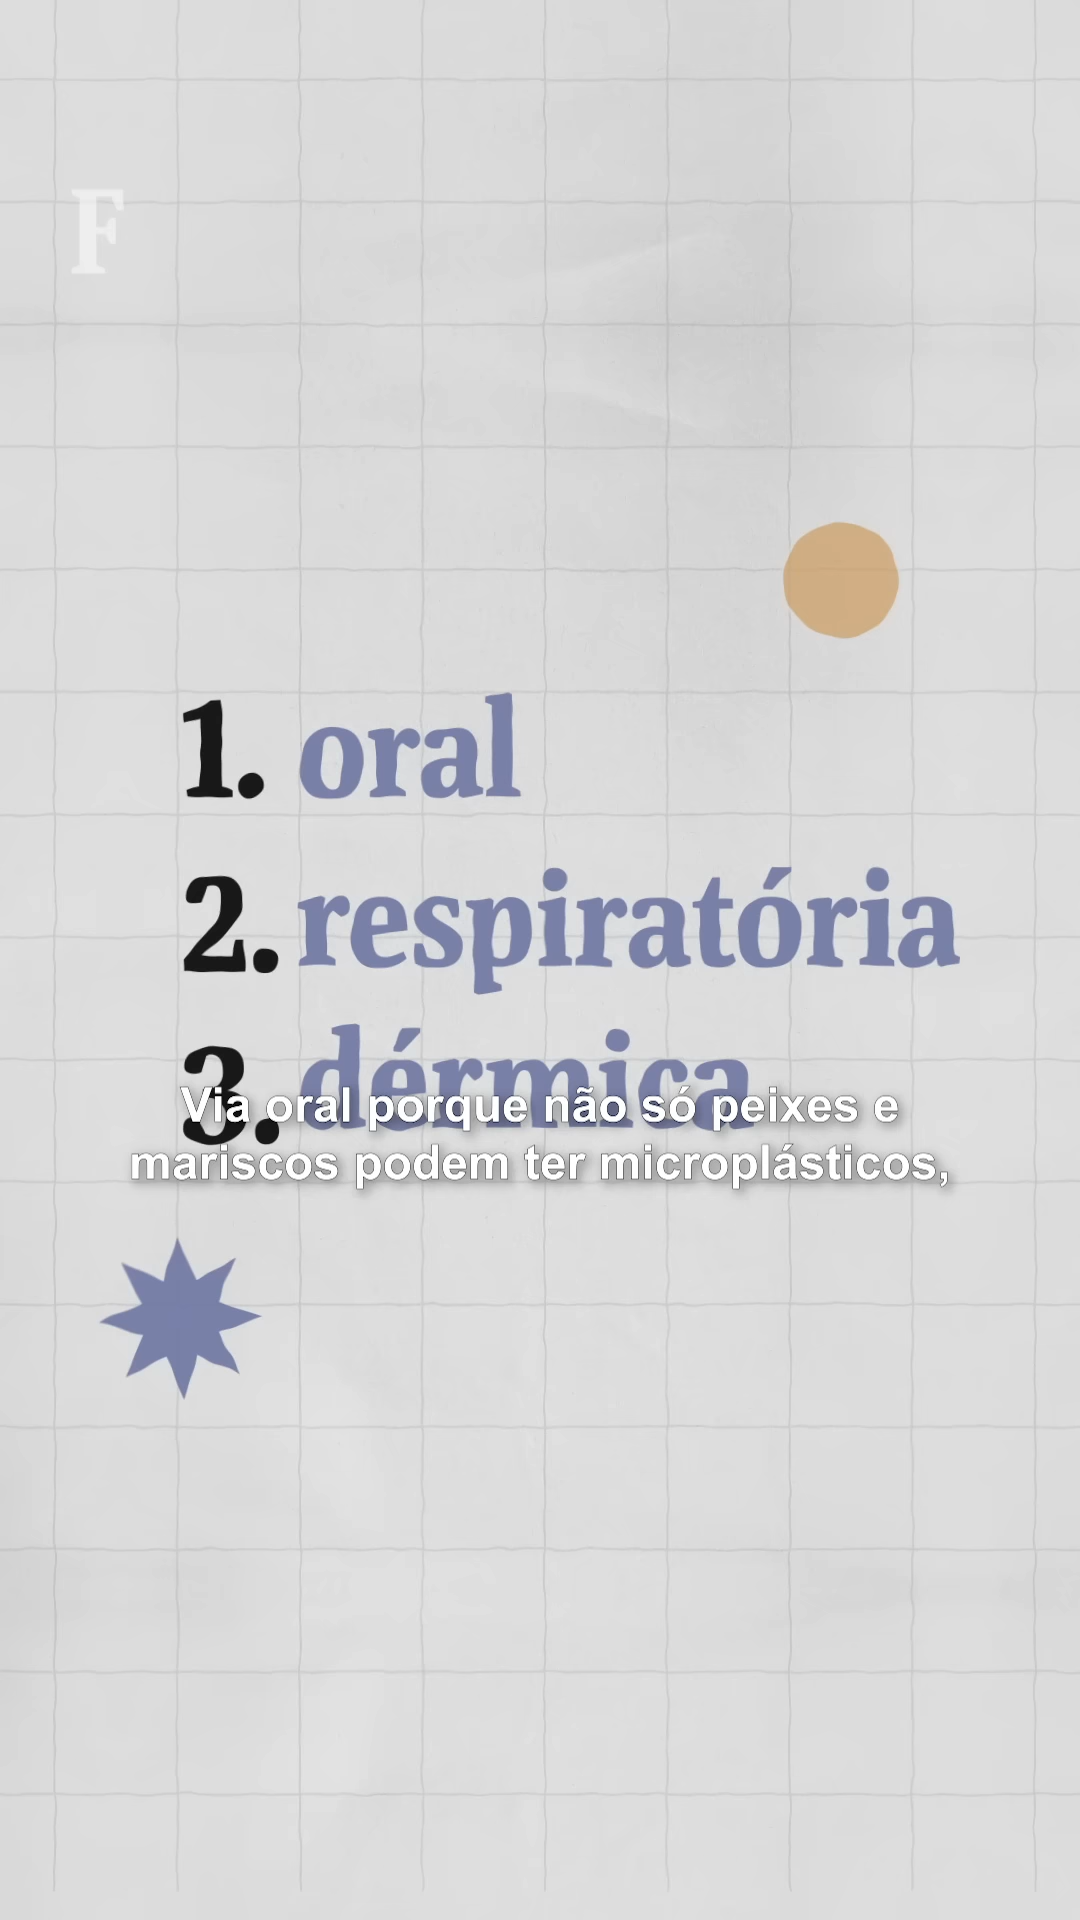 F
1. oral
2. respiratória
3. dérmica
Via oral porque não só peixes e
mariscos podem ter microplásticos,